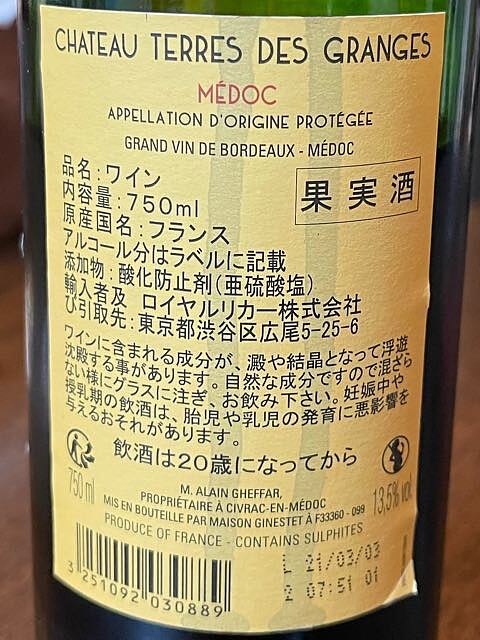 CHATEAU TERRES DES GRANGES
MÉDOC
APPELLATION D'ORIGINE PROTÉGÉE
GRAND VIN DE BORDEAUX - MÉDOC
果実酒
品名:ワイン
内容量:750ml
原産国名:フランス
アルコール分はラベルに記載
添加物:酸化防止剤(亜硫酸塩)
輸入者及 ロイヤルリカー株式会社
び引取先:東京都渋谷区広尾5-25-6
ワインに含まれる成分が、澱や結晶となって浮遊
沈殿する事があります。自然な成分ですので混ざら
ない様にグラスに注ぎ、お飲み下さい。妊娠中や
授乳期の飲酒は、胎児や乳児の発育に悪影響を
与えるおそれがあります。
飲酒は20歳になってから
750 ml
13,5% vol.
M. ALAIN GHEFFAR,
PROPRIÉTAIRE À CIVRAC-EN-MÉDOC
MIS EN BOUTEILLE PAR MAISON GINESTET À F33360 - 099
PRODUCE OF FRANCE - CONTAINS SULPHITES
L 21/03/03
2 07:51 01
3 251092 030889